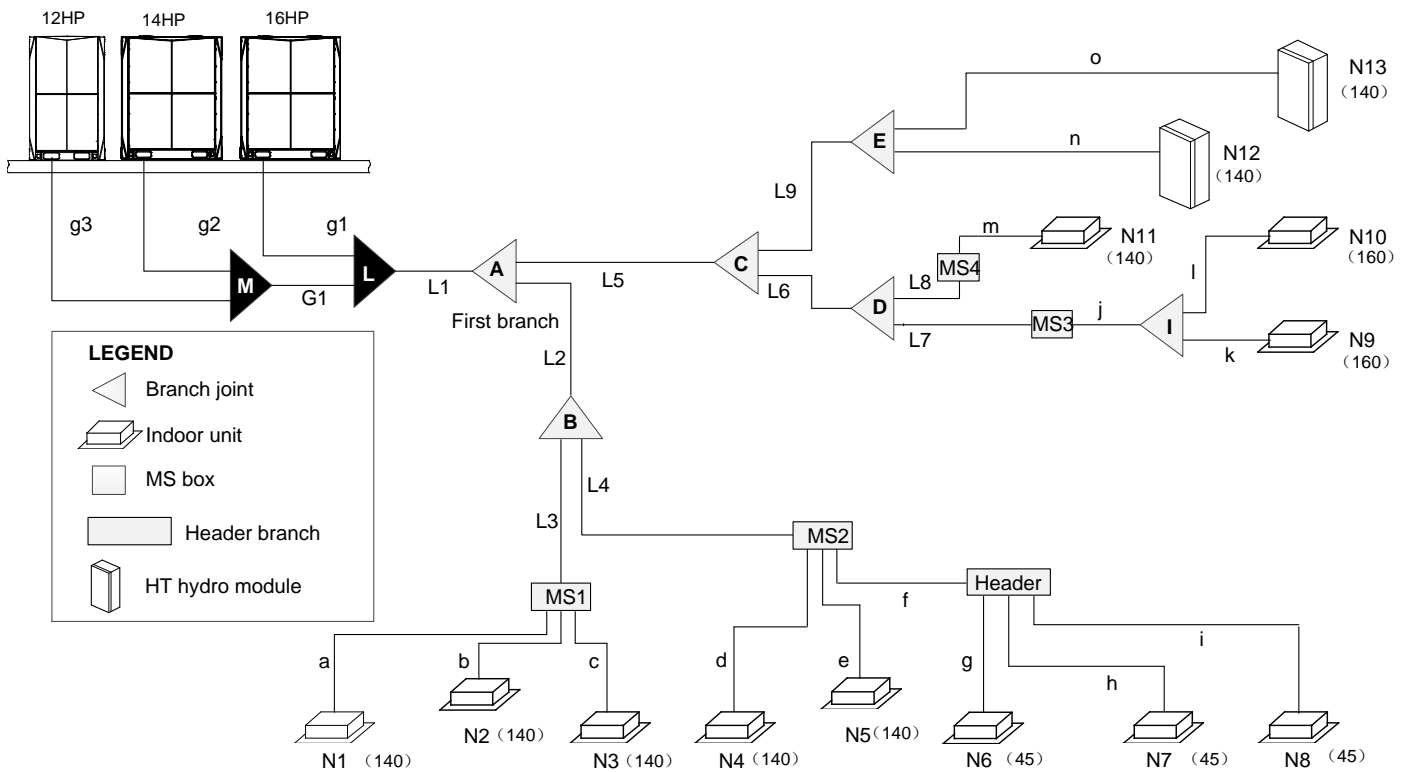 12HP 14HP 16HP
o
N13
(140)
E
n
N12
(140)
L9
g3 g2 g1
m
N11
(140)
l
N10
(160)
MS4
A
C
L
L5
L6
L8
M
L1
G1
D
First branch
L7
MS3
j
I
k
N9
(160)
LEGEND
Branch joint
Indoor unit
MS box
Header branch
HT hydro module
L2
B
L4
L3
MS2
MS1
f
Header
a b c d e g h i
N1 (140)
N2 (140)
N3 (140)
N4 (140)
N5 (140)
N6 (45)
N7 (45)
N8 (45)